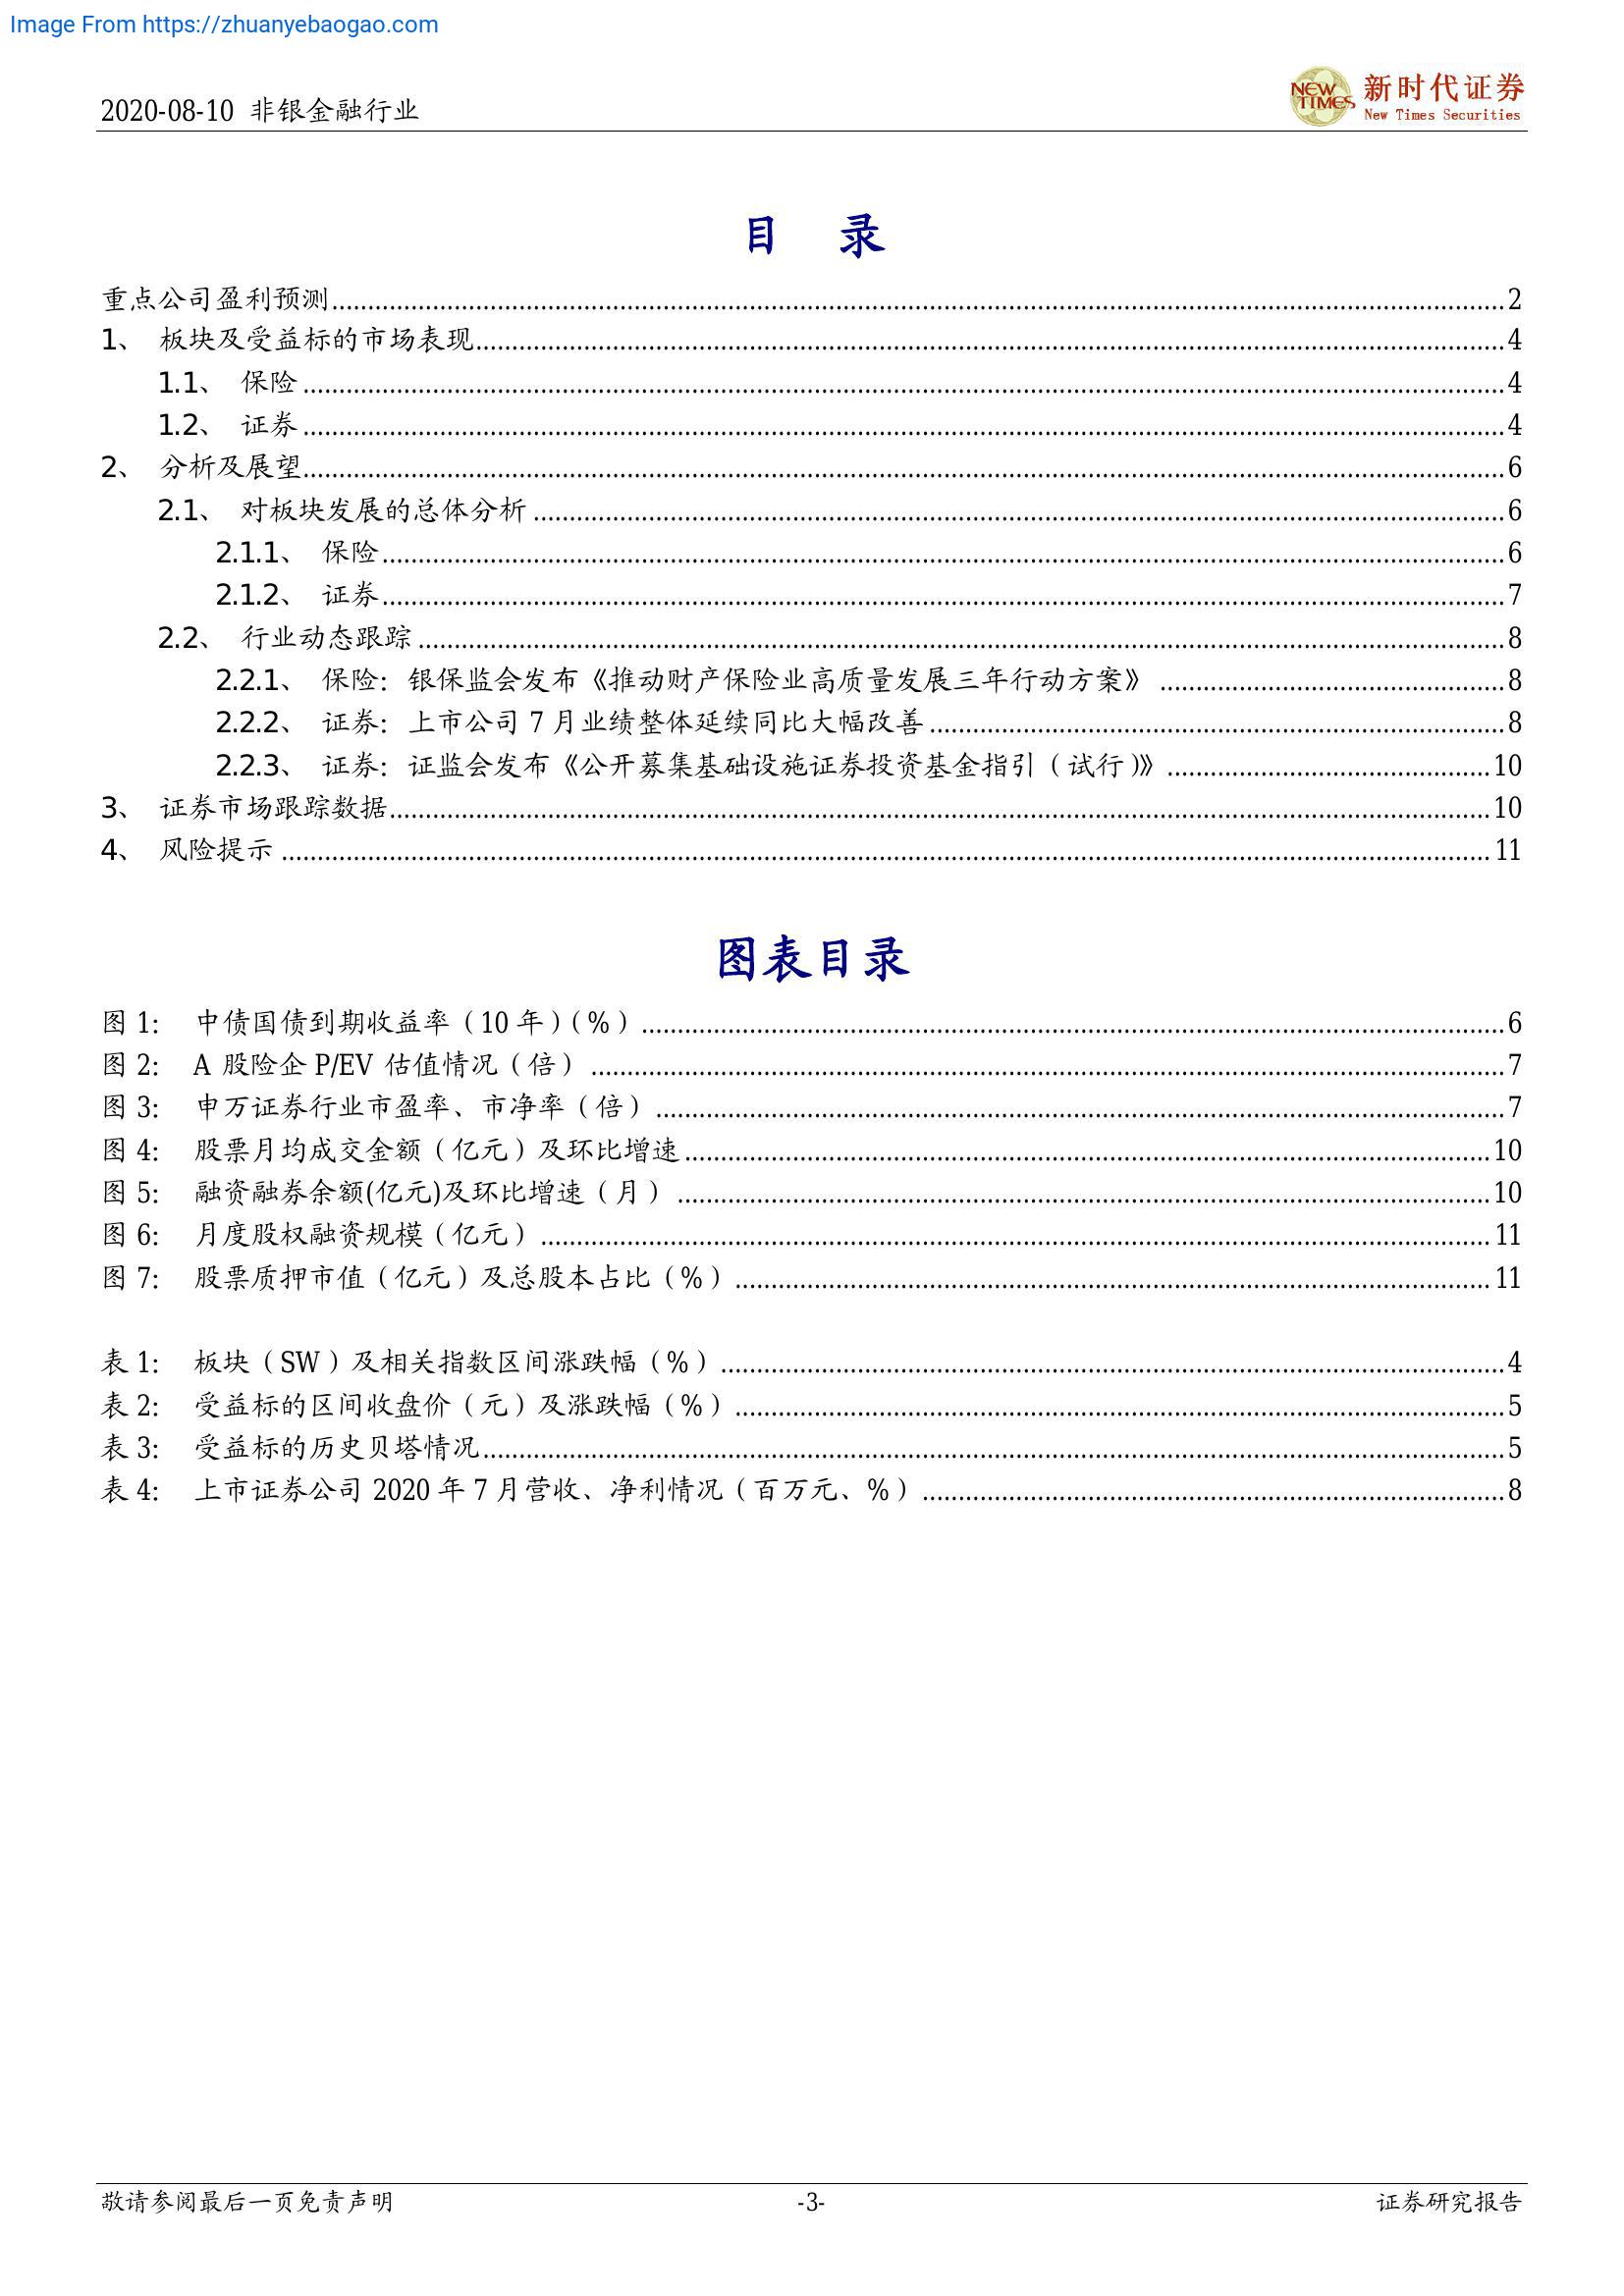 Image From https://zhuanyebaogao.com
2020-08-10 非银金融行业
NEW TIMES 新时代证券
New Times Securities
目 录
重点公司盈利预测 2
1、 板块及受益标的市场表现 4
1.1、 保险 4
1.2、 证券 4
2、 分析及展望 6
2.1、 对板块发展的总体分析 6
2.1.1、 保险 6
2.1.2、 证券 7
2.2、 行业动态跟踪 8
2.2.1、 保险：银保监会发布《推动财产保险业高质量发展三年行动方案》 8
2.2.2、 证券：上市公司 7 月业绩整体延续同比大幅改善 8
2.2.3、 证券：证监会发布《公开募集基础设施证券投资基金指引（试行）》 10
3、 证券市场跟踪数据 10
4、 风险提示 11
图表目录
图 1： 中债国债到期收益率（10 年）（%） 6
图 2： A 股险企 P/EV 估值情况（倍） 7
图 3： 申万证券行业市盈率、市净率（倍） 7
图 4： 股票月均成交金额（亿元）及环比增速 10
图 5： 融资融券余额(亿元)及环比增速（月） 10
图 6： 月度股权融资规模（亿元） 11
图 7： 股票质押市值（亿元）及总股本占比（%） 11
表 1： 板块（SW）及相关指数区间涨跌幅（%） 4
表 2： 受益标的区间收盘价（元）及涨跌幅（%） 5
表 3： 受益标的历史贝塔情况 5
表 4： 上市证券公司 2020 年 7 月营收、净利情况（百万元、%） 8
敬请参阅最后一页免责声明 -3- 证券研究报告